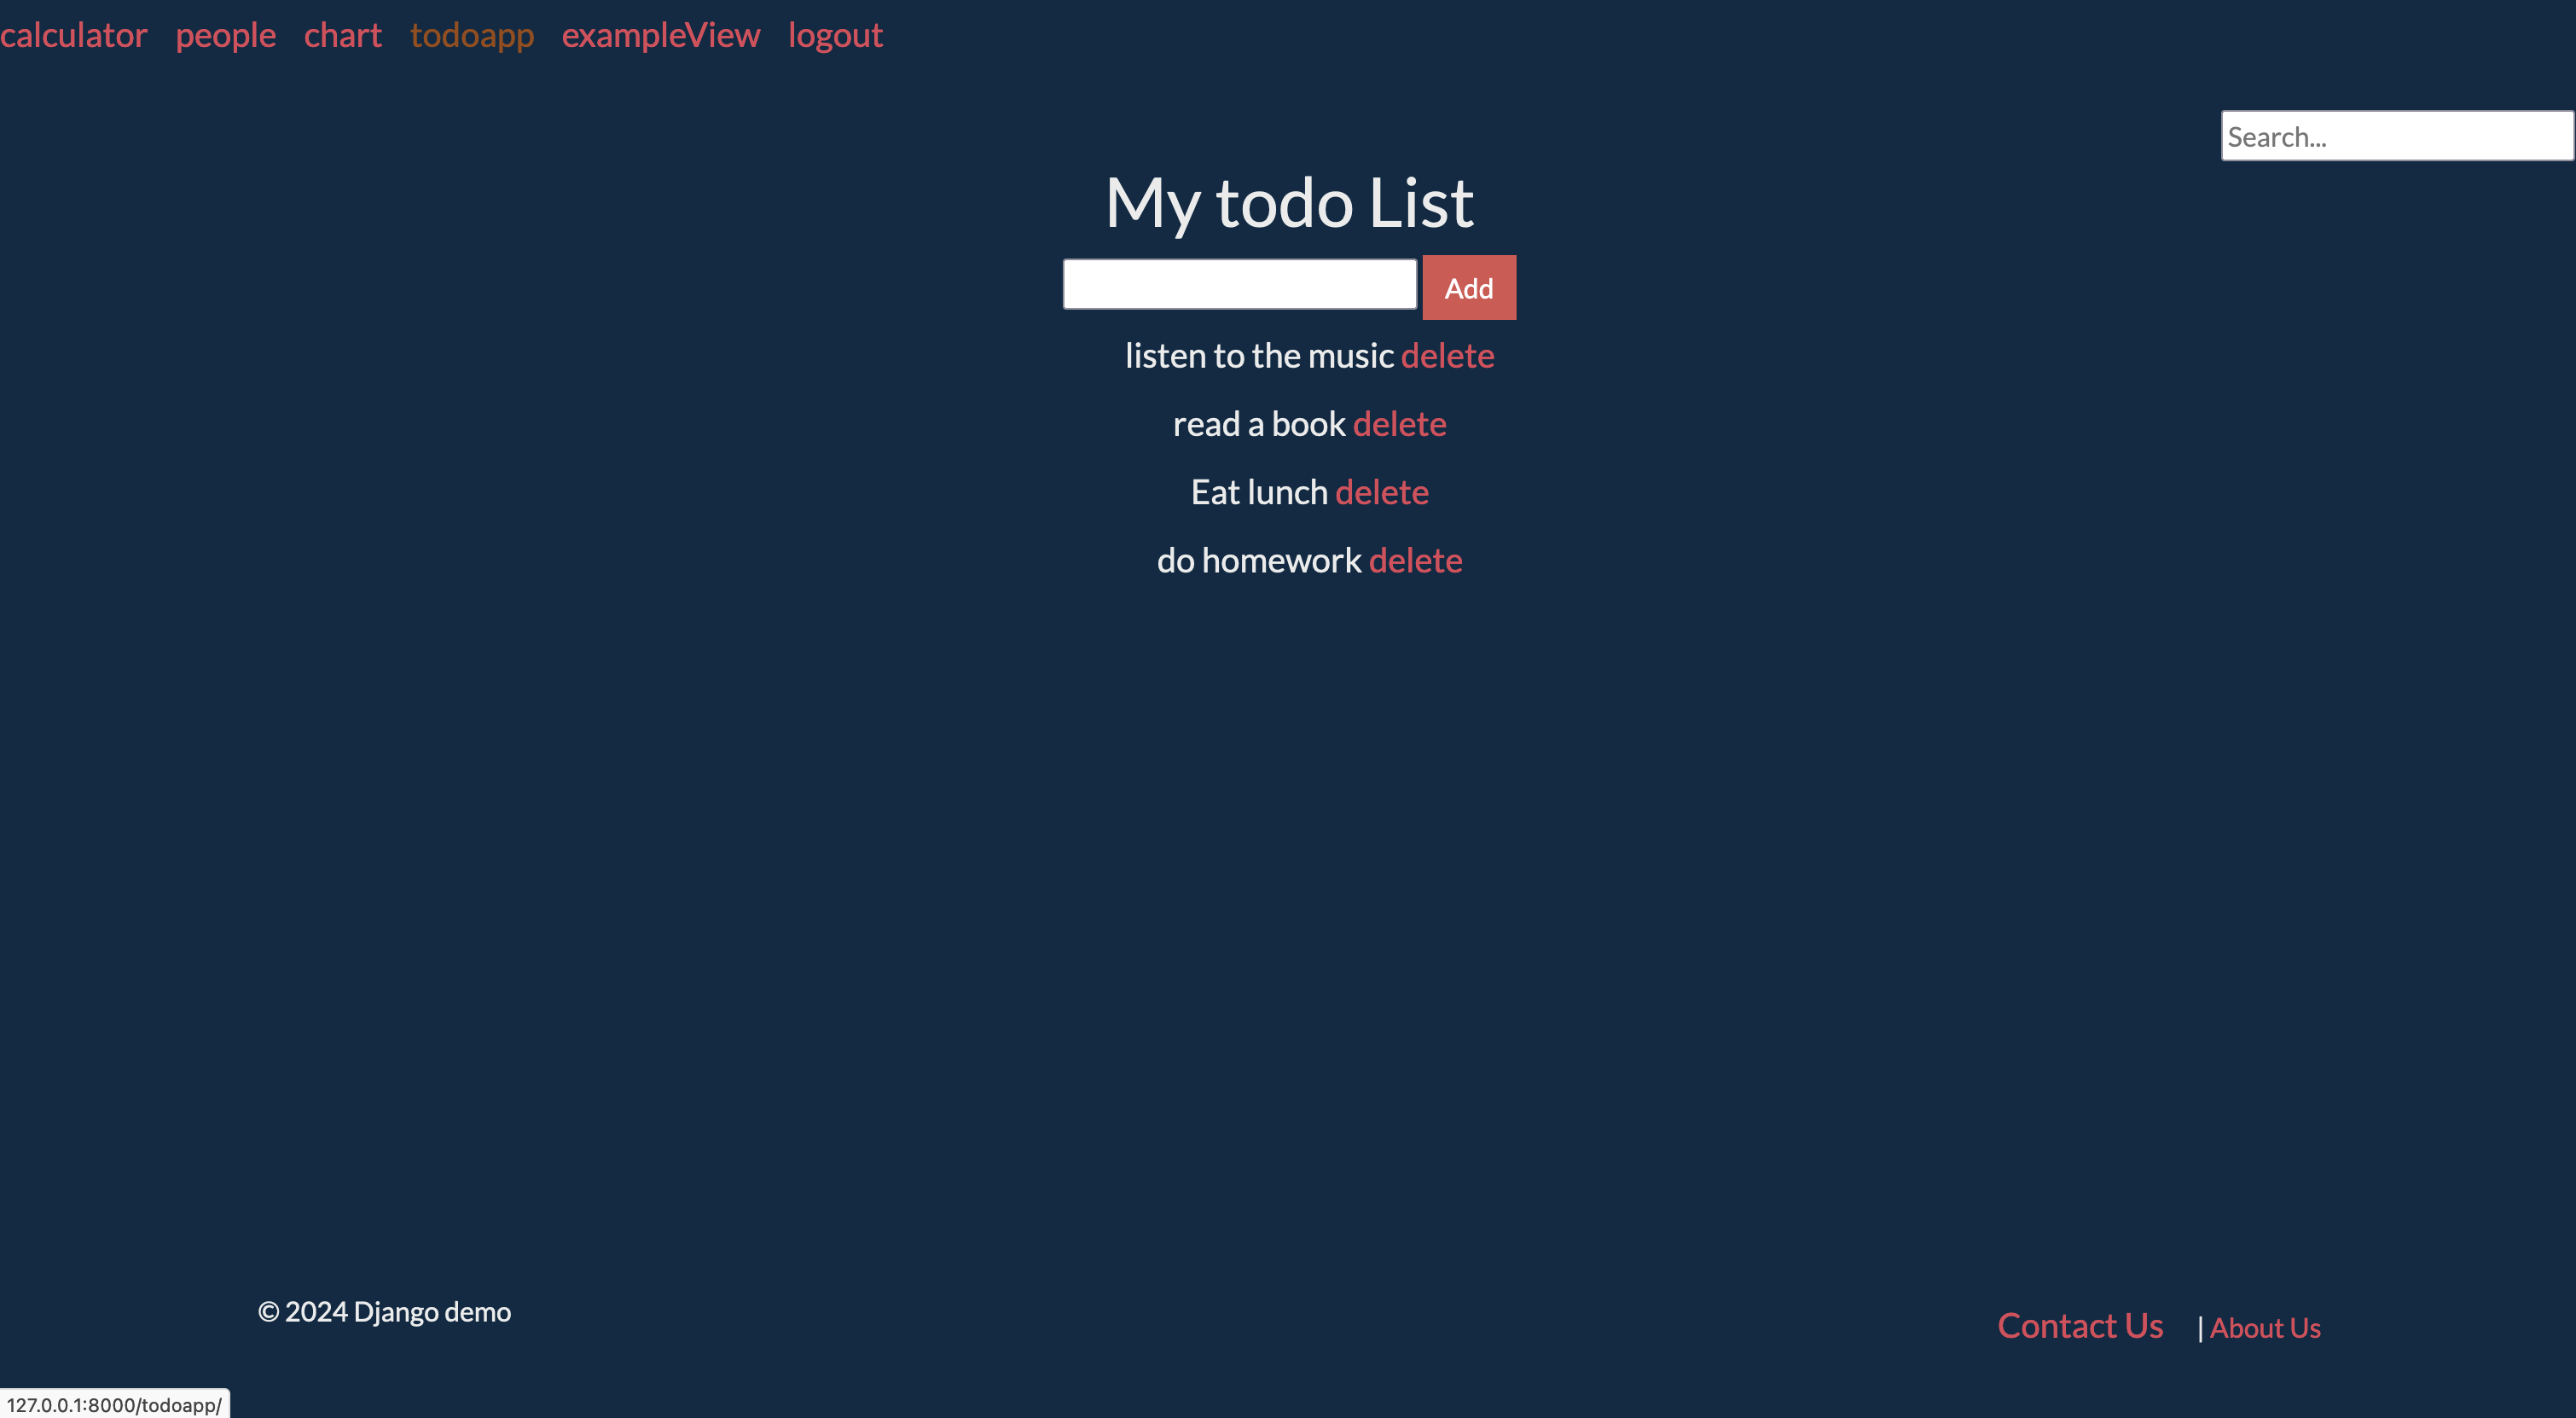 calculator people chart todoapp exampleView logout
Search...
My todo List
Add
listen to the music delete
read a book delete
Eat lunch delete
do homework delete
© 2024 Django demo
Contact Us | About Us
127.0.0.1:8000/todoapp/